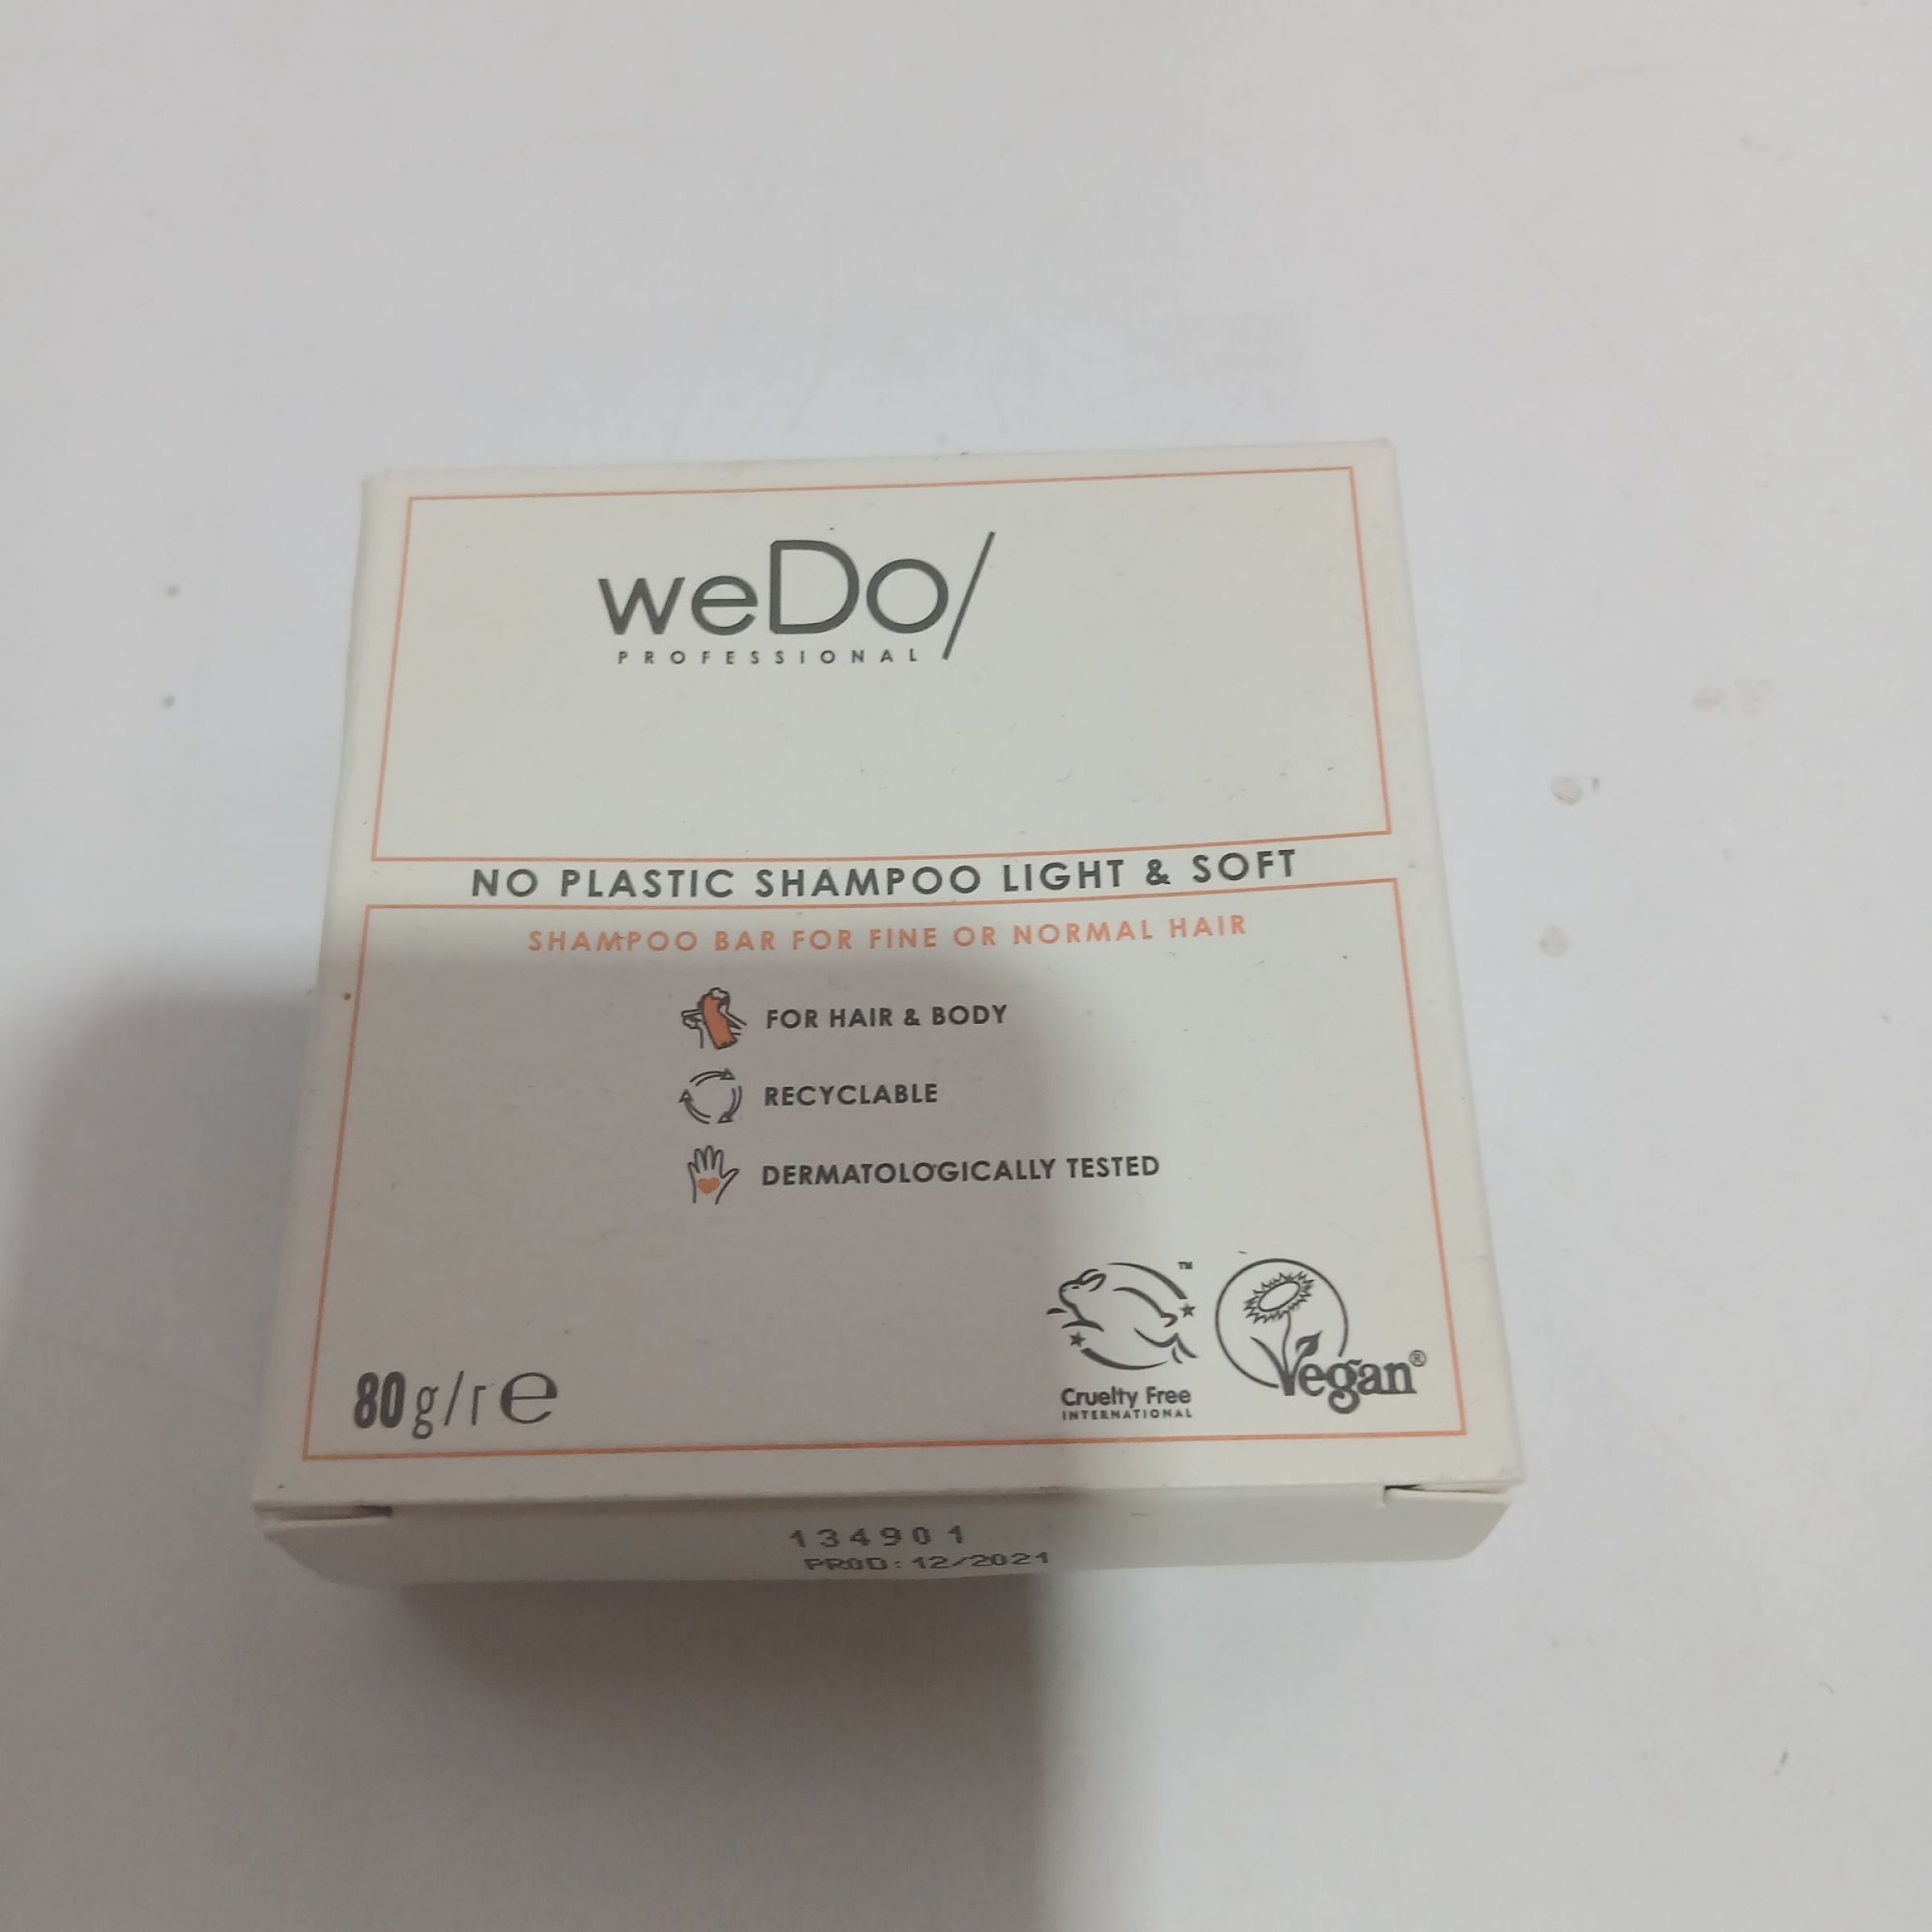 weDo/
PROFESSIONAL
NO PLASTIC SHAMPOO LIGHT & SOFT
SHAMPOO BAR FOR FINE OR NORMAL HAIR
FOR HAIR & BODY
RECYCLABLE
DERMATOLOGICALLY TESTED
TM
Cruelty Free
INTERNATIONAL
Vegan®
80g/г e
134901
PROD:12/2021